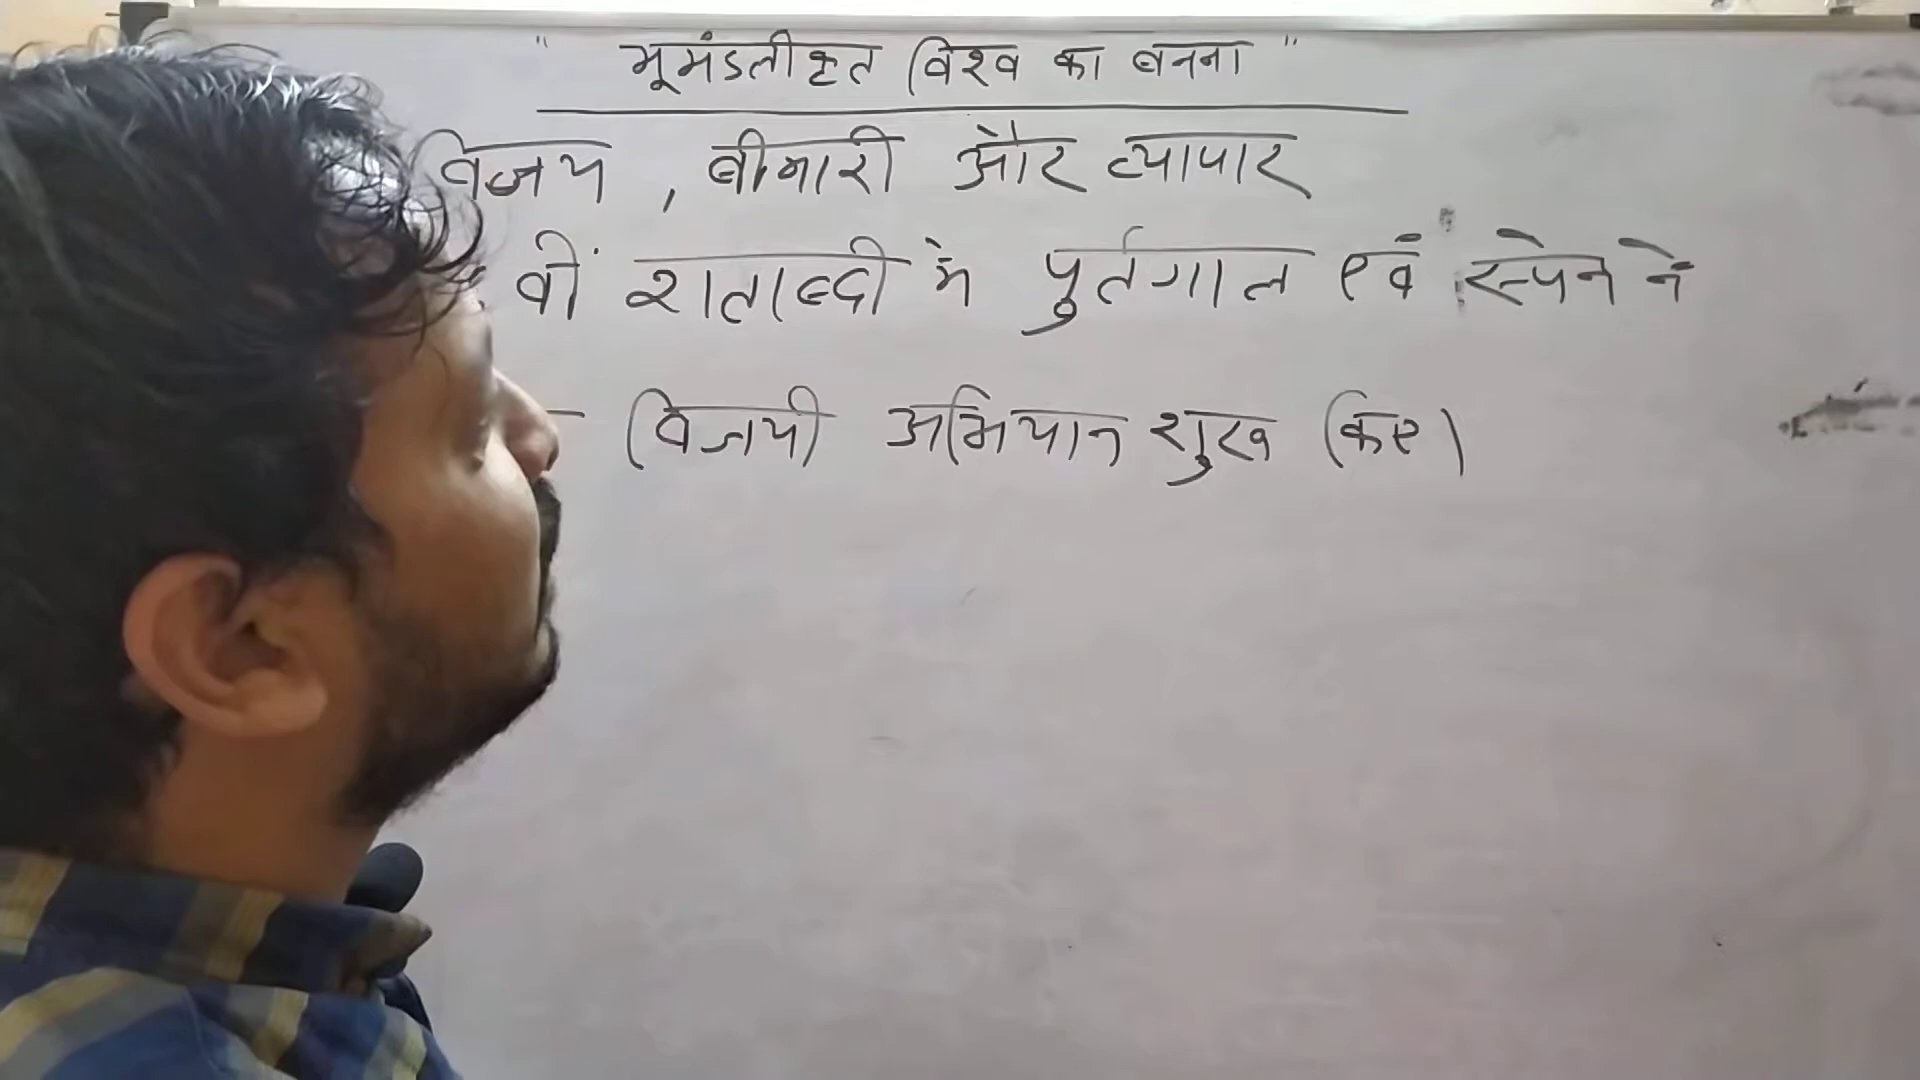 " भूमंडलीकृत विश्व का बनना "
विजय , बीमारी और व्यापार
वीं शताब्दी मे पुर्तगाल एवं स्पेन ने
विजयी अभियान शुरू किए।